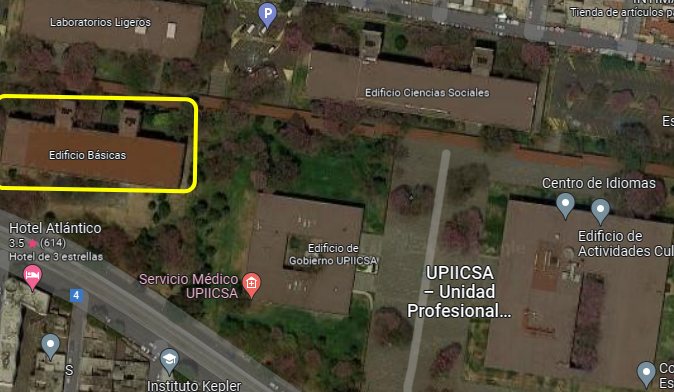 Laboratorios Ligeros
P
Tienda de artículos pa
Edificio Ciencias Sociales
Es
Edificio Básicas
Centro de Idiomas
Hotel Atlántico
3.5 ★ (614)
Hotel de 3 estrellas
Edificio de
Gobierno UPIICSA
Edificio de
Actividades Cul
Servicio Médico
UPIICSA
UPIICSA
– Unidad
Profesional...
4
S
Instituto Kepler
Co
Es